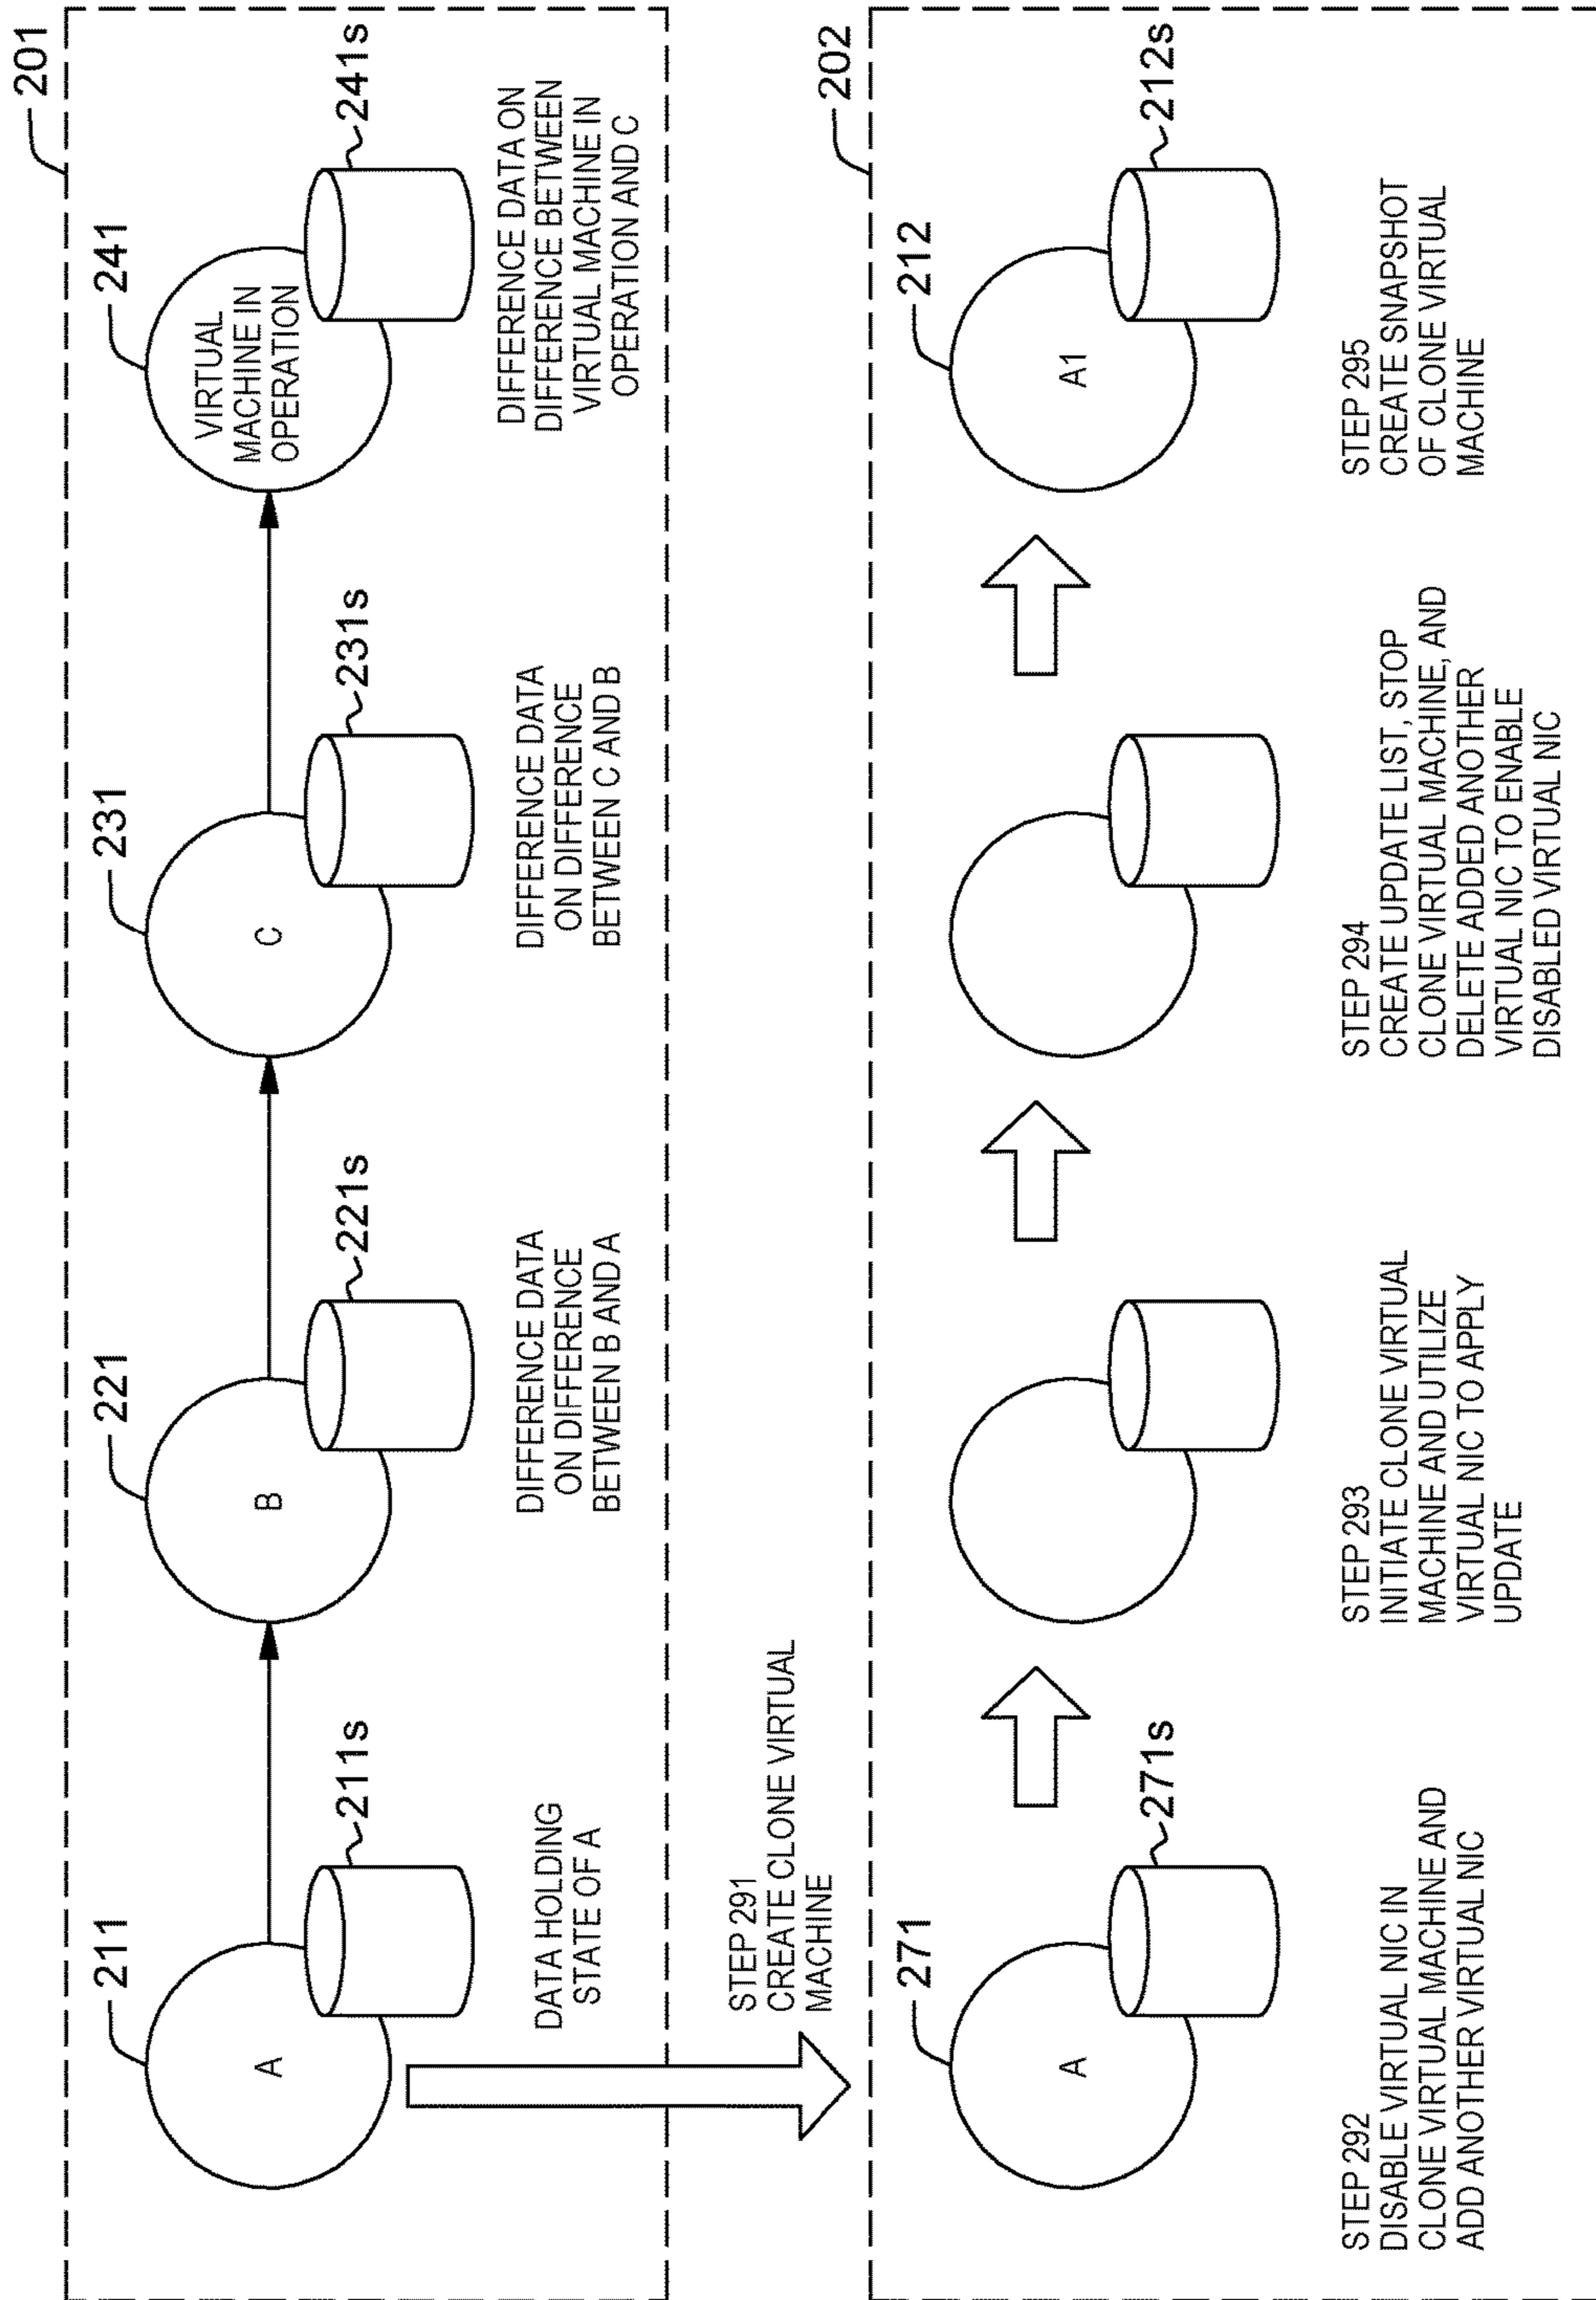 201
211
A
211s
DATA HOLDING
STATE OF A
221
B
221s
DIFFERENCE DATA
ON DIFFERENCE
BETWEEN B AND A
231
C
231s
DIFFERENCE DATA
ON DIFFERENCE
BETWEEN C AND B
241
VIRTUAL
MACHINE IN
OPERATION
241s
DIFFERENCE DATA ON
DIFFERENCE BETWEEN
VIRTUAL MACHINE IN
OPERATION AND C
STEP 291
CREATE CLONE VIRTUAL
MACHINE
202
271
A
271s
STEP 292
DISABLE VIRTUAL NIC IN
CLONE VIRTUAL MACHINE AND
ADD ANOTHER VIRTUAL NIC
STEP 293
INITIATE CLONE VIRTUAL
MACHINE AND UTILIZE
VIRTUAL NIC TO APPLY
UPDATE
STEP 294
CREATE UPDATE LIST, STOP
CLONE VIRTUAL MACHINE, AND
DELETE ADDED ANOTHER
VIRTUAL NIC TO ENABLE
DISABLED VIRTUAL NIC
212
A1
212s
STEP 295
CREATE SNAPSHOT
OF CLONE VIRTUAL
MACHINE